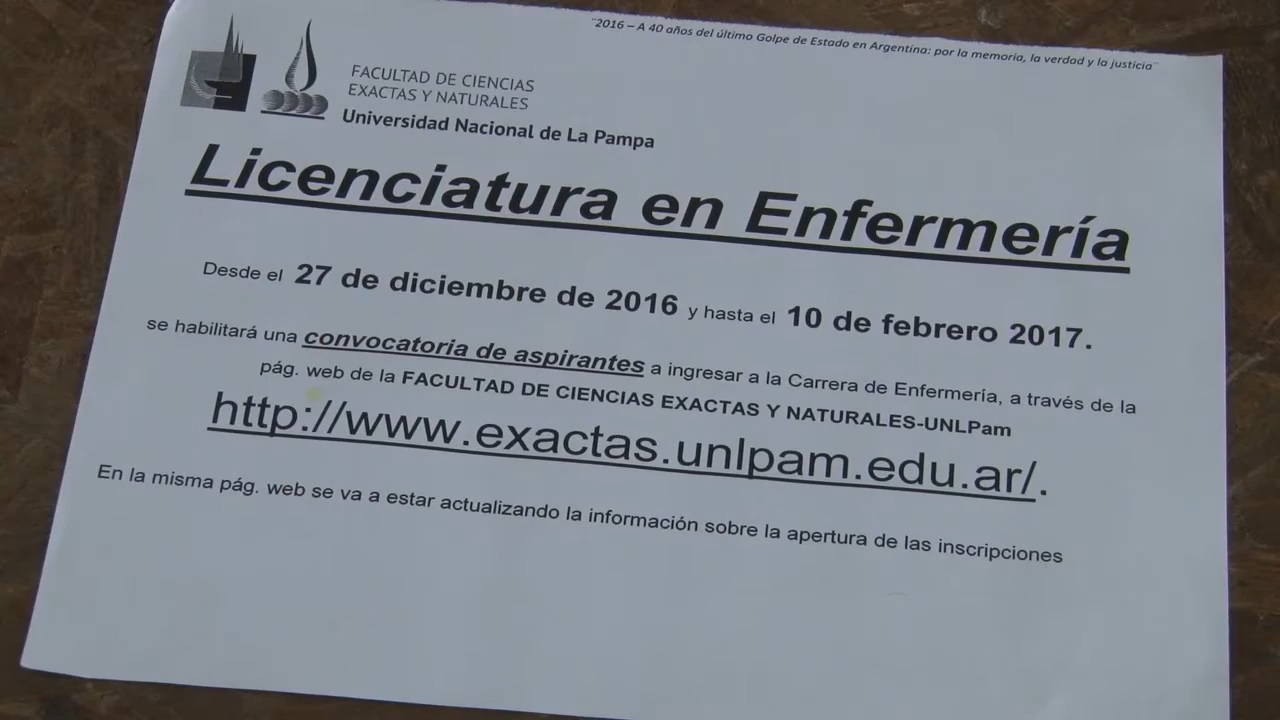 ¨2016 – A 40 años del último Golpe de Estado en Argentina: por la memoria, la verdad y la justicia¨
FACULTAD DE CIENCIAS
EXACTAS Y NATURALES
Universidad Nacional de La Pampa
Licenciatura en Enfermería
Desde el 27 de diciembre de 2016 y hasta el 10 de febrero 2017.
se habilitará una convocatoria de aspirantes a ingresar a la Carrera de Enfermería, a través de la
pág. web de la FACULTAD DE CIENCIAS EXACTAS Y NATURALES-UNLPam
http://www.exactas.unlpam.edu.ar/.
En la misma pág. web se va a estar actualizando la información sobre la apertura de las inscripciones